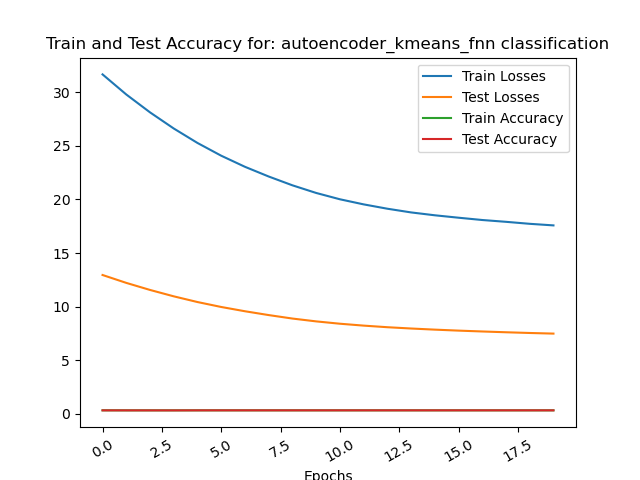 Train and Test Accuracy for: autoencoder_kmeans_fnn classification
Train Losses
Test Losses
Train Accuracy
Test Accuracy
30
25
20
15
10
5
0
0.0 2.5 5.0 7.5 10.0 12.5 15.0 17.5
Epochs